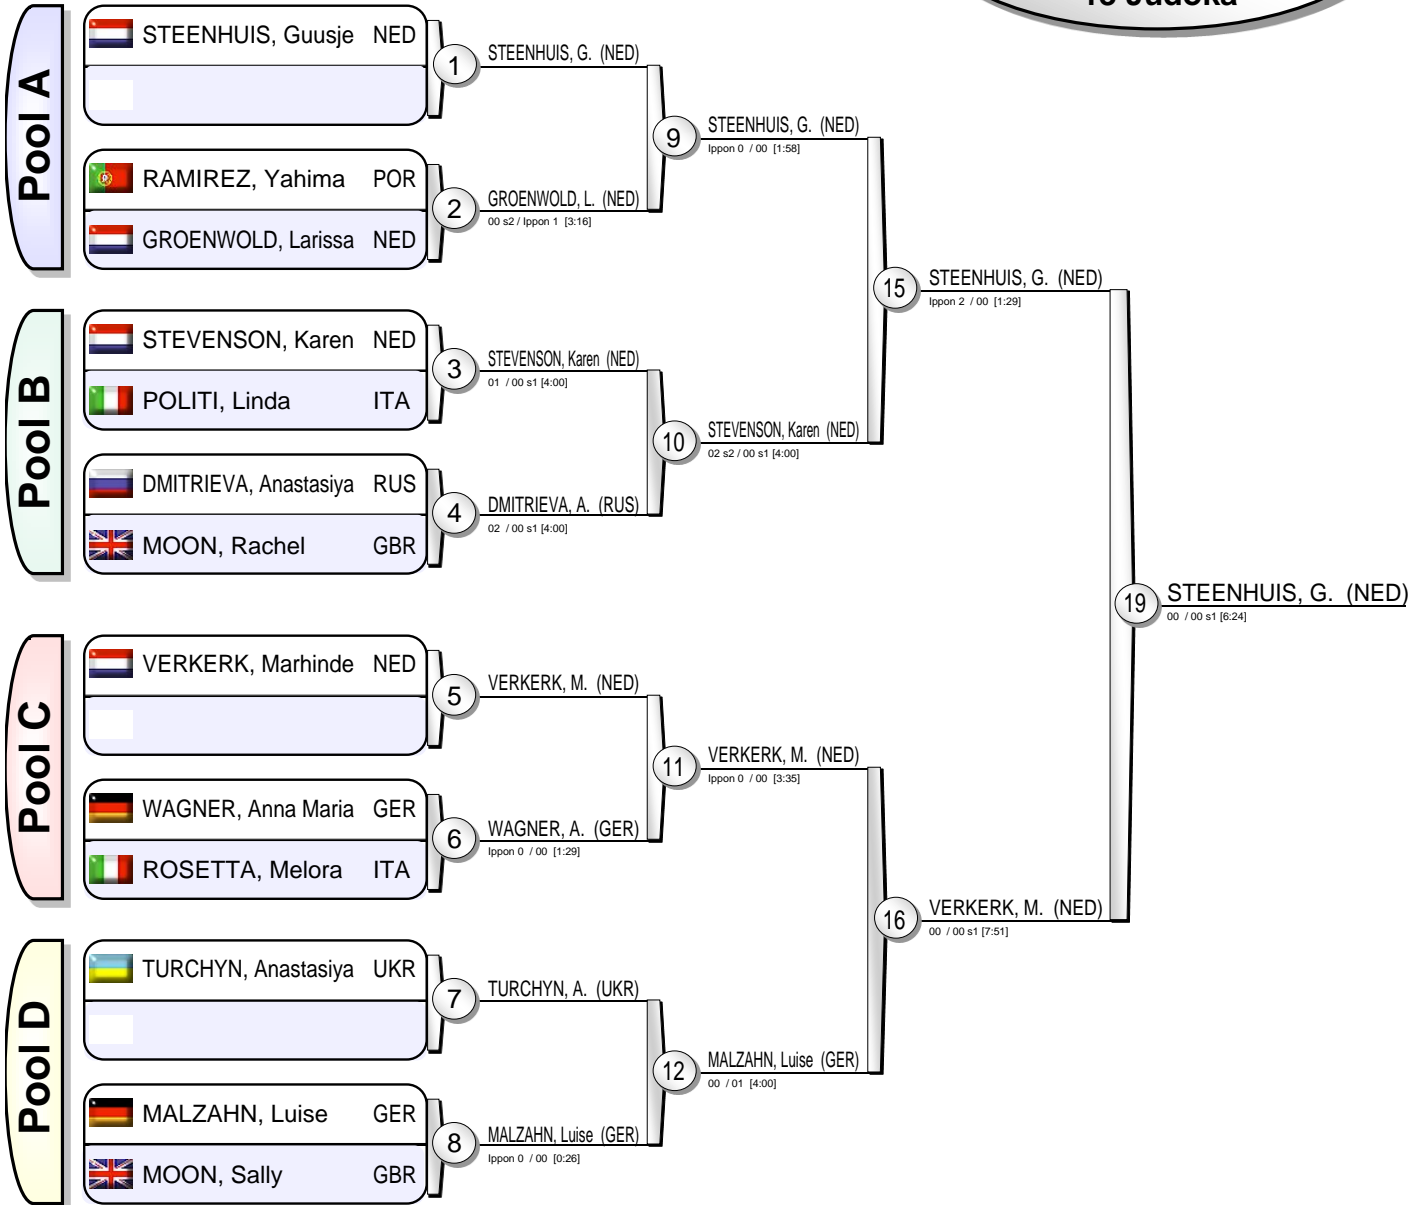 Pool A
STEENHUIS, Guusje NED
RAMIREZ, Yahima POR
GROENWOLD, Larissa NED
Pool B
STEVENSON, Karen NED
POLITI, Linda ITA
DMITRIEVA, Anastasiya RUS
MOON, Rachel GBR
Pool C
VERKERK, Marhinde NED
WAGNER, Anna Maria GER
ROSETTA, Melora ITA
Pool D
TURCHYN, Anastasiya UKR
MALZAHN, Luise GER
MOON, Sally GBR
1
STEENHUIS, G. (NED)
2
GROENWOLD, L. (NED)
00 s2 / Ippon 1 [3:16]
3
STEVENSON, Karen (NED)
01 / 00 s1 [4:00]
4
DMITRIEVA, A. (RUS)
02 / 00 s1 [4:00]
5
VERKERK, M. (NED)
6
WAGNER, A. (GER)
Ippon 0 / 00 [1:29]
7
TURCHYN, A. (UKR)
8
MALZAHN, Luise (GER)
Ippon 0 / 00 [0:26]
9
STEENHUIS, G. (NED)
Ippon 0 / 00 [1:58]
10
STEVENSON, Karen (NED)
02 s2 / 00 s1 [4:00]
11
VERKERK, M. (NED)
Ippon 0 / 00 [3:35]
12
MALZAHN, Luise (GER)
00 / 01 [4:00]
15
STEENHUIS, G. (NED)
Ippon 2 / 00 [1:29]
16
VERKERK, M. (NED)
00 / 00 s1 [7:51]
19
STEENHUIS, G. (NED)
00 / 00 s1 [6:24]